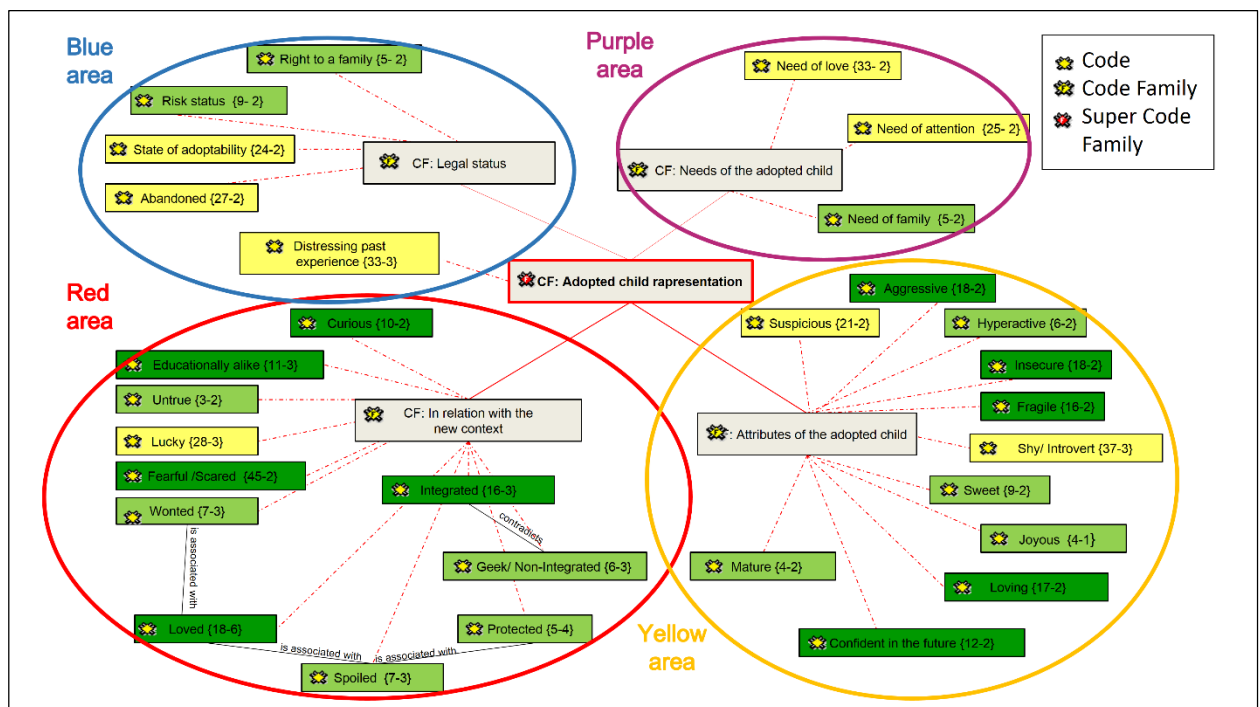 Blue
area
Right to a family {5- 2}
Risk status  {9- 2}
State of adoptability {24-2}
CF: Legal status
Abandoned {27-2}
Distressing past
experience {33-3}
Purple
area
Need of love {33- 2}
Need of attention {25- 2}
CF: Needs of the adopted child
Need of family {5-2}
Code
Code Family
Super Code
Family
CF: Adopted child rapresentation
Red
area
Curious {10-2}
Educationally alike {11-3}
Untrue {3-2}
CF: In relation with the
new context
Lucky {28-3}
Fearful /Scared {45-2}
Integrated {16-3}
Wonted {7-3}
contradicts
is associated with
Geek/ Non-Integrated {6-3}
Loved {18-6}
Protected {5-4}
is associated with
is associated with
Spoiled {7-3}
Aggressive {18-2}
Suspicious {21-2}
Hyperactive {6-2}
Insecure {18-2}
Fragile {16-2}
CF: Attributes of the adopted child
Shy/ Introvert {37-3}
Sweet {9-2}
Joyous {4-1}
Mature {4-2}
Loving {17-2}
Confident in the future {12-2}
Yellow
area